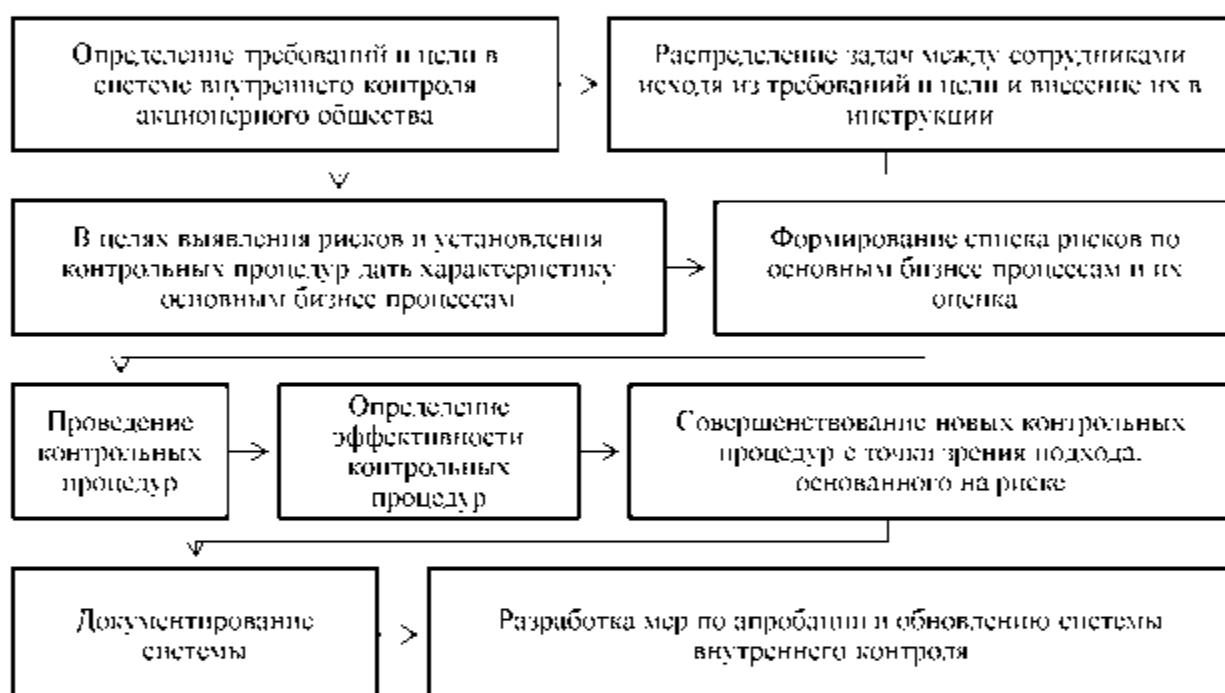 Определение требований и цели в
системе внутреннего контроля
акционерного общества
Распределение задач между сотрудниками
исходя из требований и цели и внесение их в
инструкции
В целях выявления рисков и установления
контрольных процедур дать характеристику
основным бизнес процессам
Формирование списка рисков по
основным бизнес процессам и их
оценка
Проведение
контрольных
процедур
Определение
эффективности
контрольных
процедур
Совершенствование новых контрольных
процедур с точки зрения подхода,
основанного на риске
Документирование
системы
Разработка мер по апробации и обновлению системы
внутреннего контроля